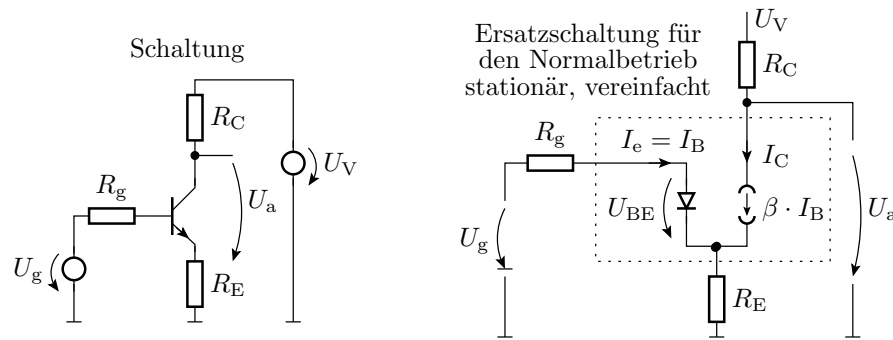 Schaltung
R_C
U_V
R_g
U_a
U_g
R_E
Ersatzschaltung für
den Normalbetrieb
stationär, vereinfacht
U_V
R_C
R_g
I_e = I_B
I_C
U_BE
β · I_B
U_a
U_g
R_E